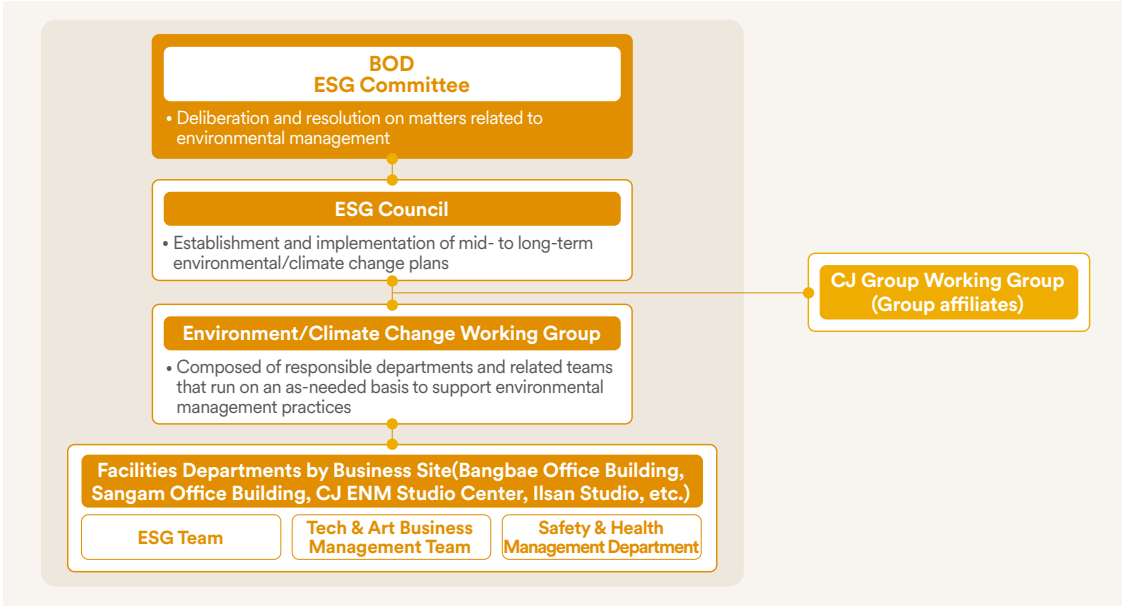 BOD
ESG Committee
• Deliberation and resolution on matters related to
environmental management
ESG Council
• Establishment and implementation of mid- to long-term
environmental/climate change plans
CJ Group Working Group
(Group affiliates)
Environment/Climate Change Working Group
• Composed of responsible departments and related teams
that run on an as-needed basis to support environmental
management practices
Facilities Departments by Business Site(Bangbae Office Building,
Sangam Office Building, CJ ENM Studio Center, Ilsan Studio, etc.)
ESG Team
Tech & Art Business
Management Team
Safety & Health
Management Department